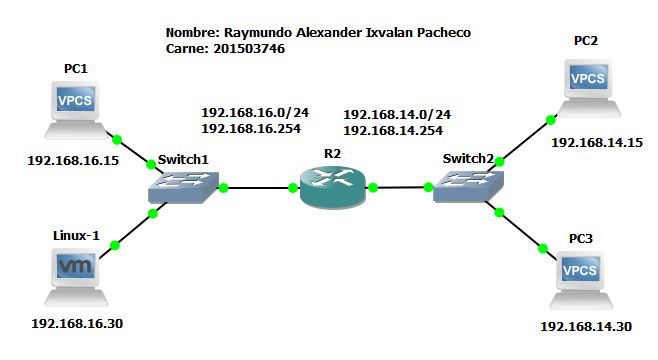 Nombre: Raymundo Alexander Ixvalan Pacheco
Carne: 201503746
PC1
VPCS
192.168.16.15
Switch1
192.168.16.0/24
192.168.16.254
192.168.14.0/24
192.168.14.254
R2
Switch2
PC2
VPCS
192.168.14.15
Linux-1
vm
192.168.16.30
PC3
VPCS
192.168.14.30